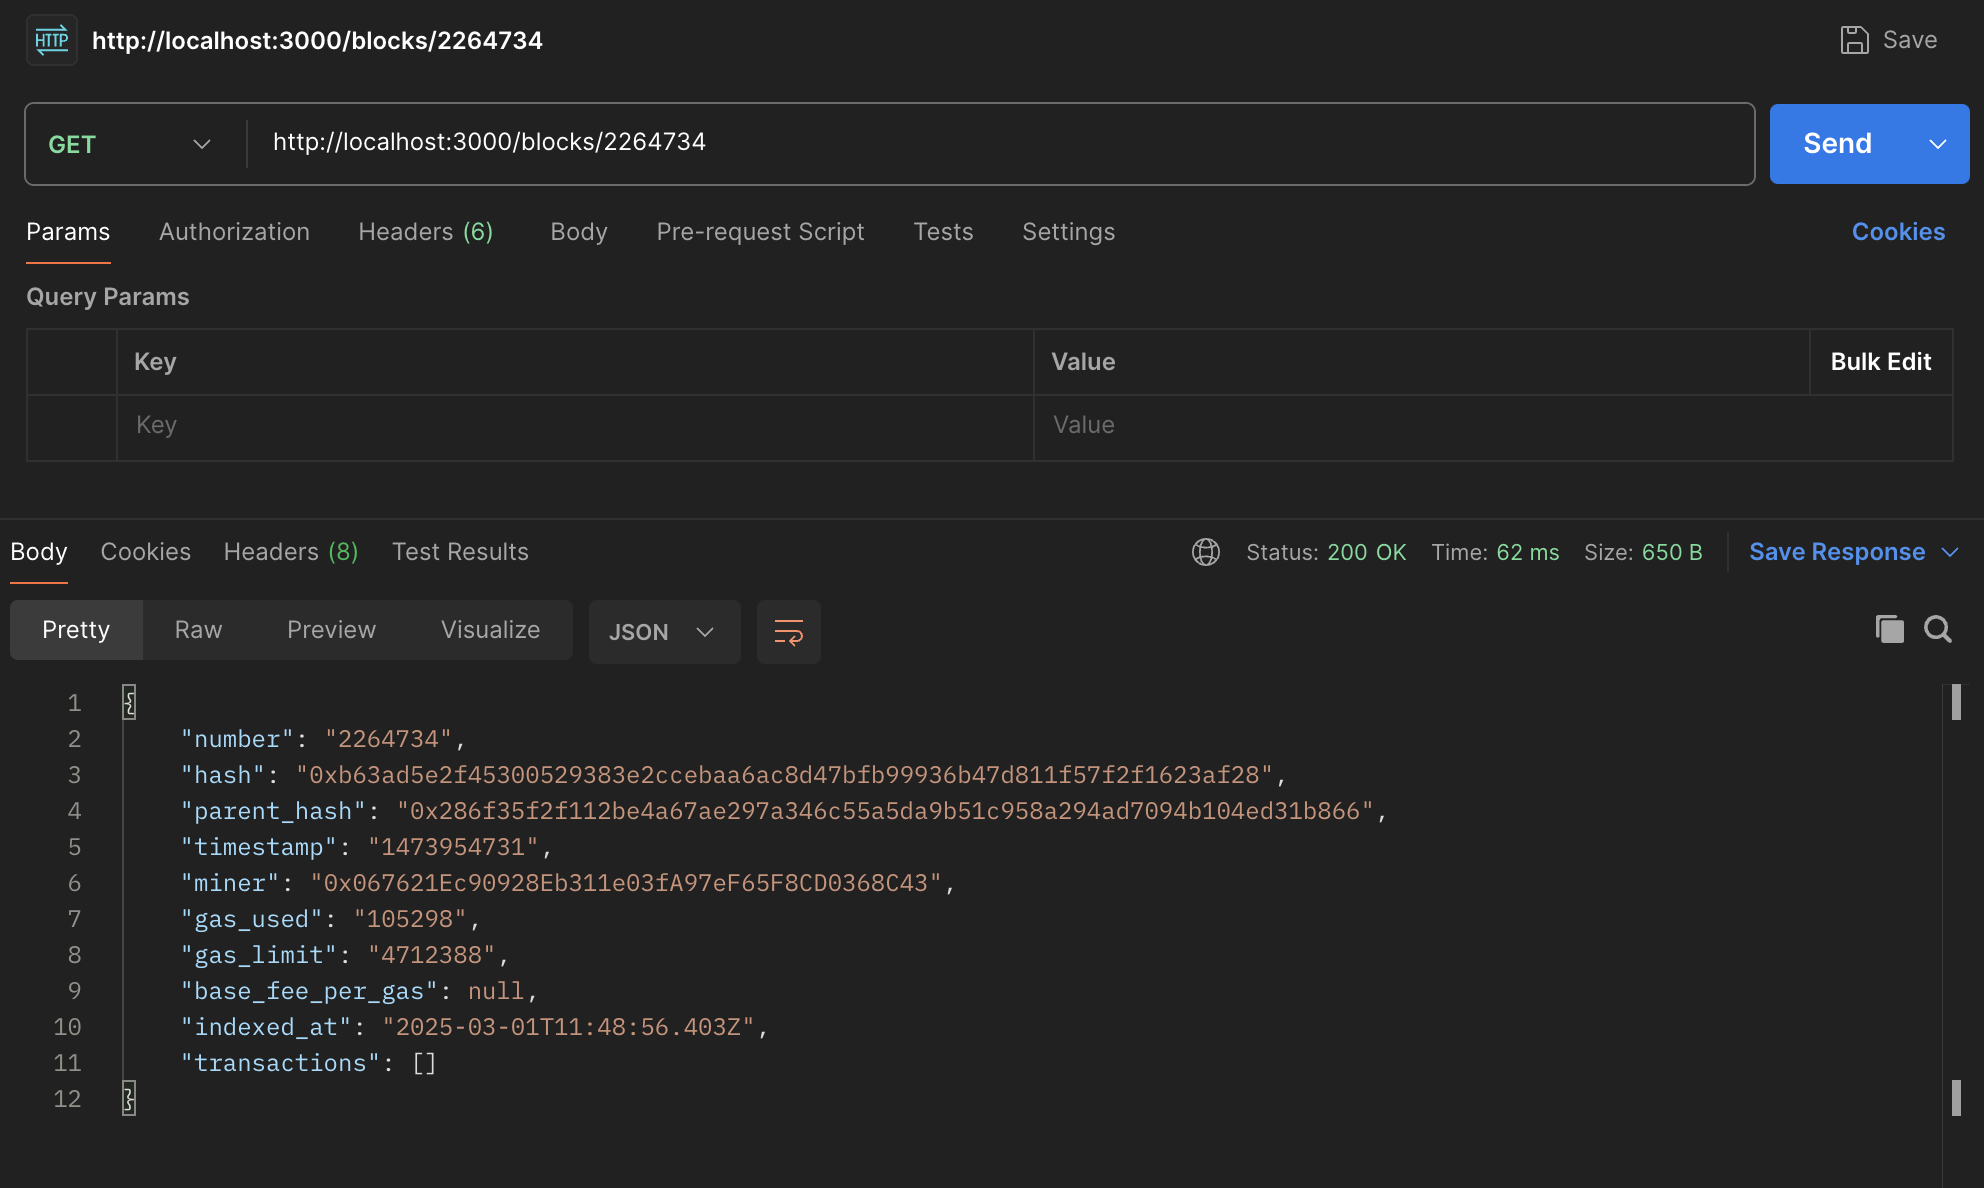 HTTP http://localhost:3000/blocks/2264734 Save
GET http://localhost:3000/blocks/2264734 Send
Params Authorization Headers (6) Body Pre-request Script Tests Settings Cookies
Query Params
Key Value Bulk Edit
Key Value
Body Cookies Headers (8) Test Results Status: 200 OK Time: 62 ms Size: 650 B Save Response
Pretty Raw Preview Visualize JSON
1 {
2 "number": "2264734",
3 "hash": "0xb63ad5e2f45300529383e2ccebaa6ac8d47bfb99936b47d811f57f2f1623af28",
4 "parent_hash": "0x286f35f2f112be4a67ae297a346c55a5da9b51c958a294ad7094b104ed31b866",
5 "timestamp": "1473954731",
6 "miner": "0x067621Ec90928Eb311e03fA97eF65F8CD0368C43",
7 "gas_used": "105298",
8 "gas_limit": "4712388",
9 "base_fee_per_gas": null,
10 "indexed_at": "2025-03-01T11:48:56.403Z",
11 "transactions": []
12 }